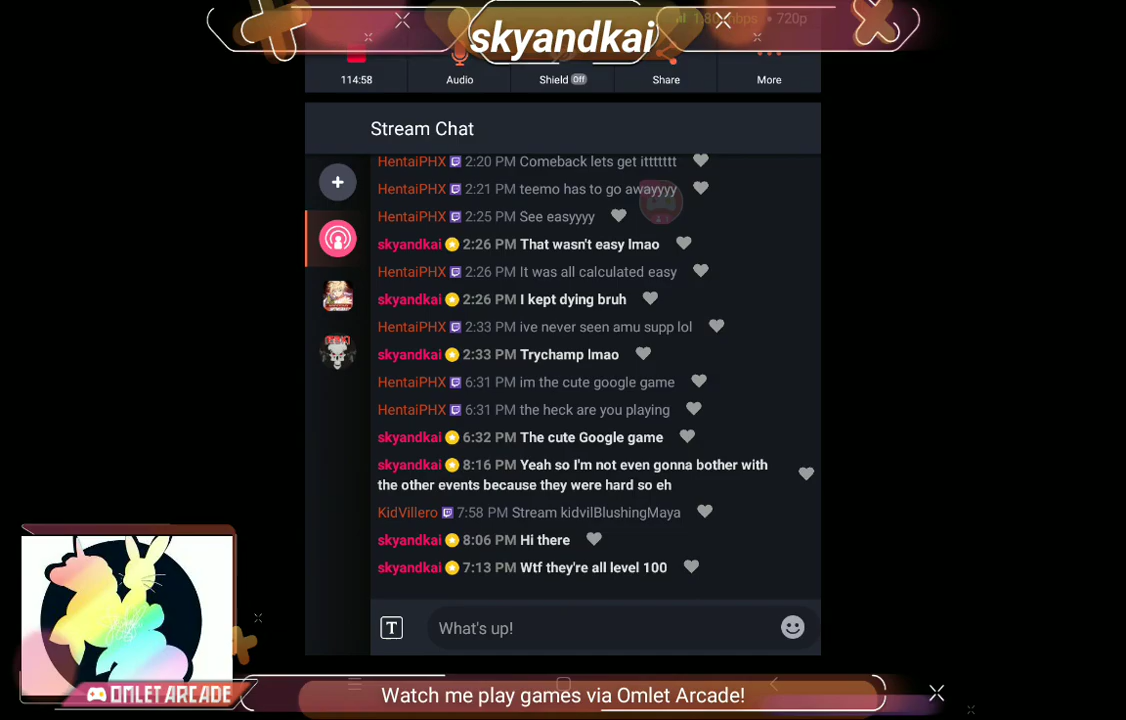 skyandkai
1.80 mbps • 720p
114:58
Audio
Shield Off
Share
More
Stream Chat
HentaiPHX 2:20 PM Comeback lets get itttttt
HentaiPHX 2:21 PM teemo has to go awayyyy
HentaiPHX 2:25 PM See easyyyy
skyandkai 2:26 PM That wasn't easy lmao
HentaiPHX 2:26 PM It was all calculated easy
skyandkai 2:26 PM I kept dying bruh
HentaiPHX 2:33 PM ive never seen amu supp lol
skyandkai 2:33 PM Trychamp lmao
HentaiPHX 6:31 PM im the cute google game
HentaiPHX 6:31 PM the heck are you playing
skyandkai 6:32 PM The cute Google game
skyandkai 8:16 PM Yeah so I'm not even gonna bother with
the other events because they were hard so eh
KidVillero 7:58 PM Stream kidvilBlushingMaya
skyandkai 8:06 PM Hi there
skyandkai 7:13 PM Wtf they're all level 100
T
What's up!
OMLET ARCADE
Watch me play games via Omlet Arcade!